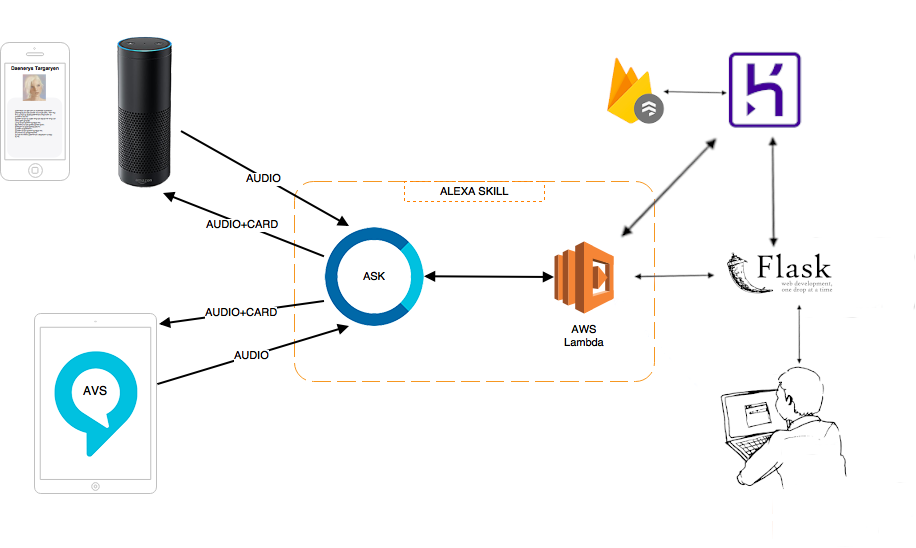 Daenerys Targaryen
AUDIO
ALEXA SKILL
AUDIO+CARD
ASK
AWS
Lambda
Flask
web development,
one drop at a time
AUDIO+CARD
AUDIO
AVS